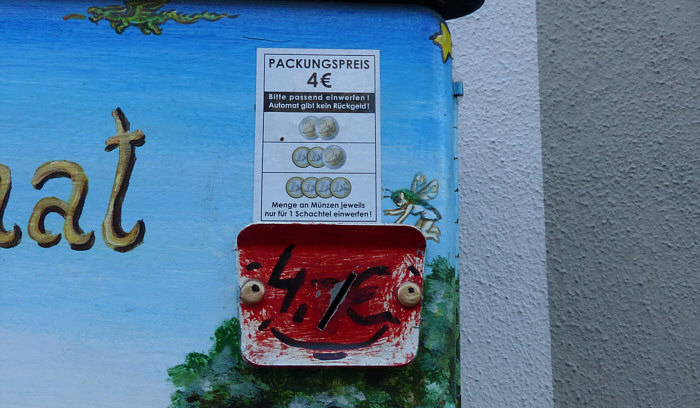 PACKUNGSPREIS
4€
Bitte passend einwerfen !
Automat gibt kein Rückgeld !
Menge an Münzen jeweils
nur für 1 Schachtel einwerfen !
mat
4.-/€